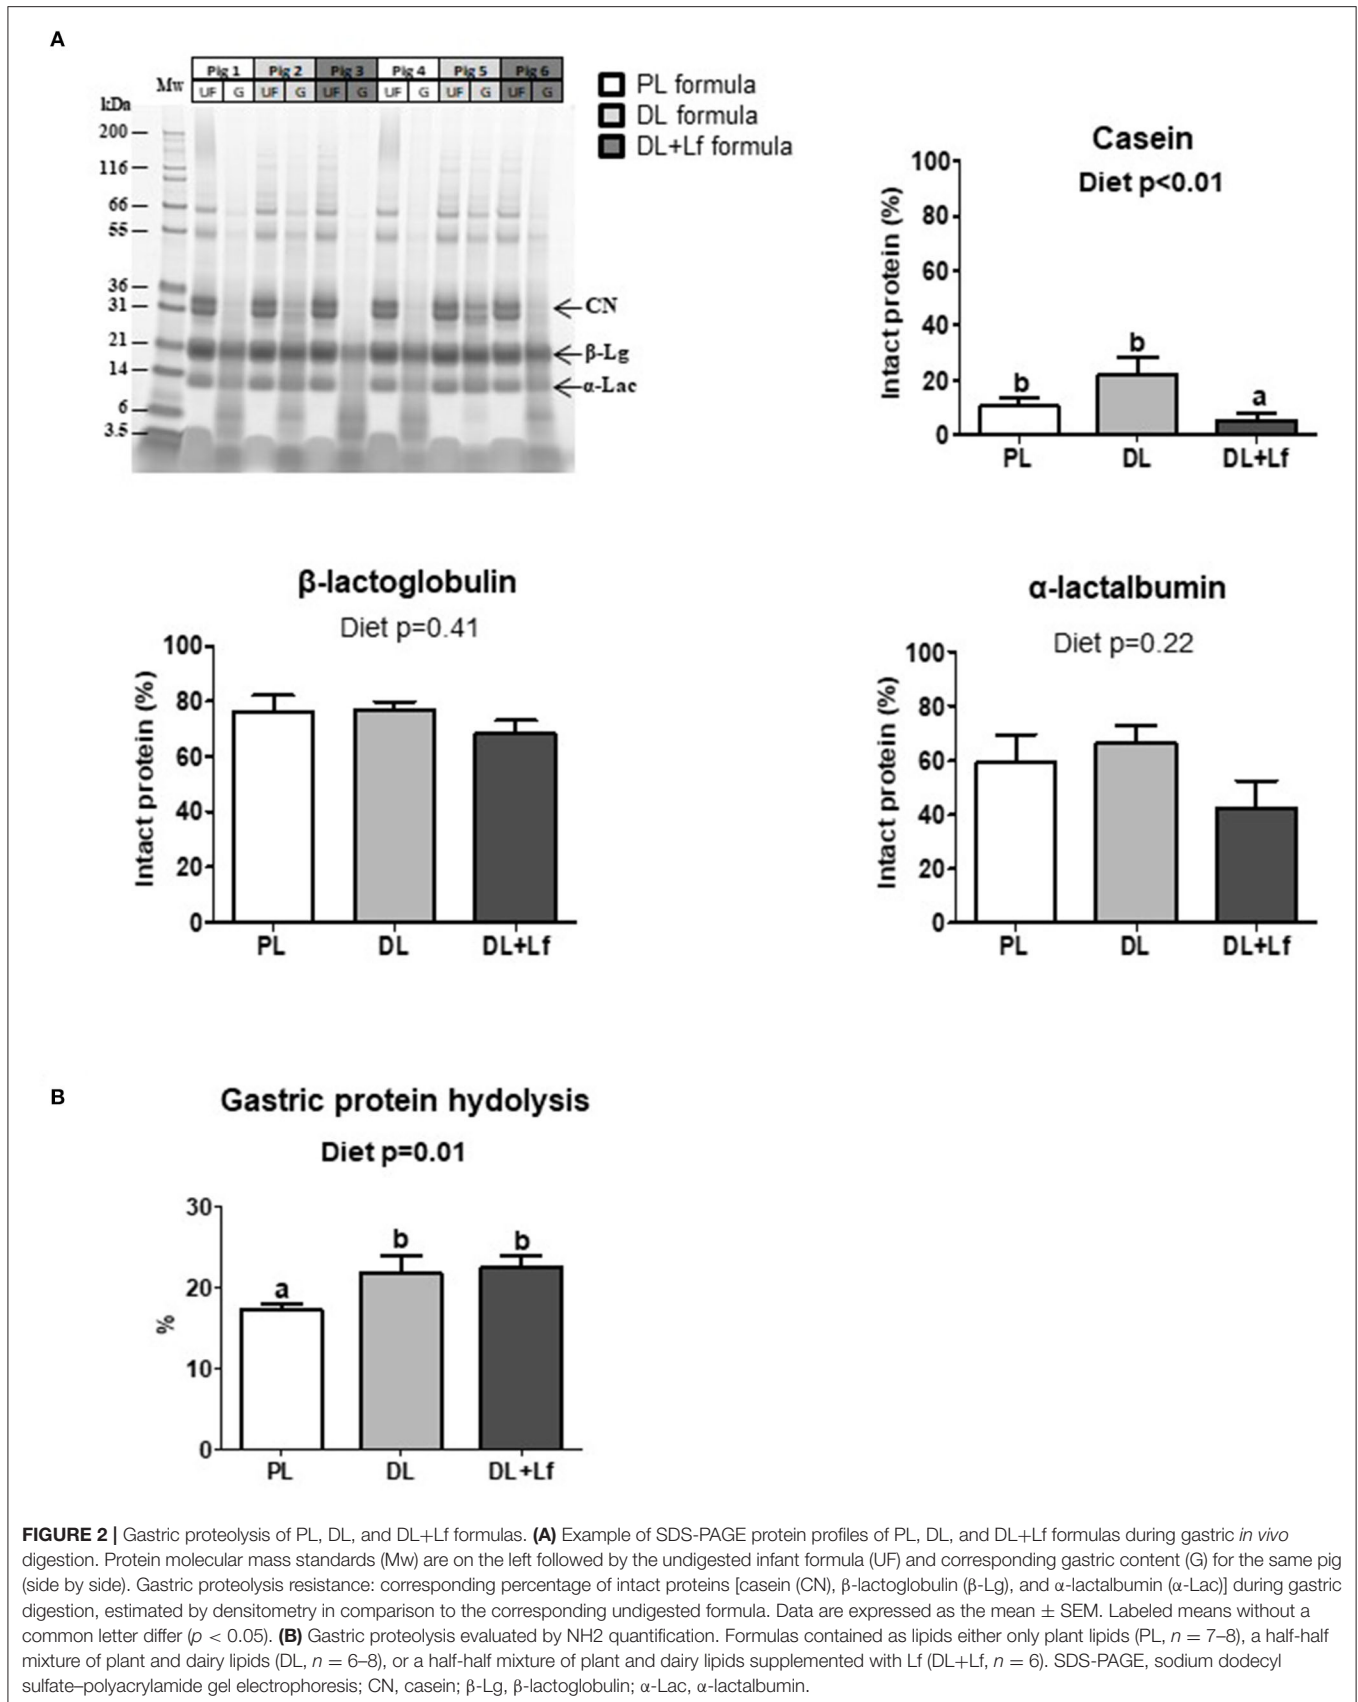 A
Pig 1 Pig 2 Pig 3 Pig 4 Pig 5 Pig 6
Mw UF G UF G UF G UF G UF G UF G
kDa
200
116
66
55
36
31
21
14
6
3.5
CN
β-Lg
α-Lac
PL formula
DL formula
DL+Lf formula
Casein
Diet p<0.01
Intact protein (%)
100
80
60
40
20
0
b
b
a
PL DL DL+Lf
β-lactoglobulin
Diet p=0.41
Intact protein (%)
100
80
60
40
20
0
PL DL DL+Lf
α-lactalbumin
Diet p=0.22
Intact protein (%)
100
80
60
40
20
0
PL DL DL+Lf
B
Gastric protein hydolysis
Diet p=0.01
%
30
20
10
0
a
b
b
PL DL DL+Lf
FIGURE 2 | Gastric proteolysis of PL, DL, and DL+Lf formulas. (A) Example of SDS-PAGE protein profiles of PL, DL, and DL+Lf formulas during gastric in vivo
digestion. Protein molecular mass standards (Mw) are on the left followed by the undigested infant formula (UF) and corresponding gastric content (G) for the same pig
(side by side). Gastric proteolysis resistance: corresponding percentage of intact proteins [casein (CN), β-lactoglobulin (β-Lg), and α-lactalbumin (α-Lac)] during gastric
digestion, estimated by densitometry in comparison to the corresponding undigested formula. Data are expressed as the mean ± SEM. Labeled means without a
common letter differ (p < 0.05). (B) Gastric proteolysis evaluated by NH2 quantification. Formulas contained as lipids either only plant lipids (PL, n = 7–8), a half-half
mixture of plant and dairy lipids (DL, n = 6–8), or a half-half mixture of plant and dairy lipids supplemented with Lf (DL+Lf, n = 6). SDS-PAGE, sodium dodecyl
sulfate–polyacrylamide gel electrophoresis; CN, casein; β-Lg, β-lactoglobulin; α-Lac, α-lactalbumin.